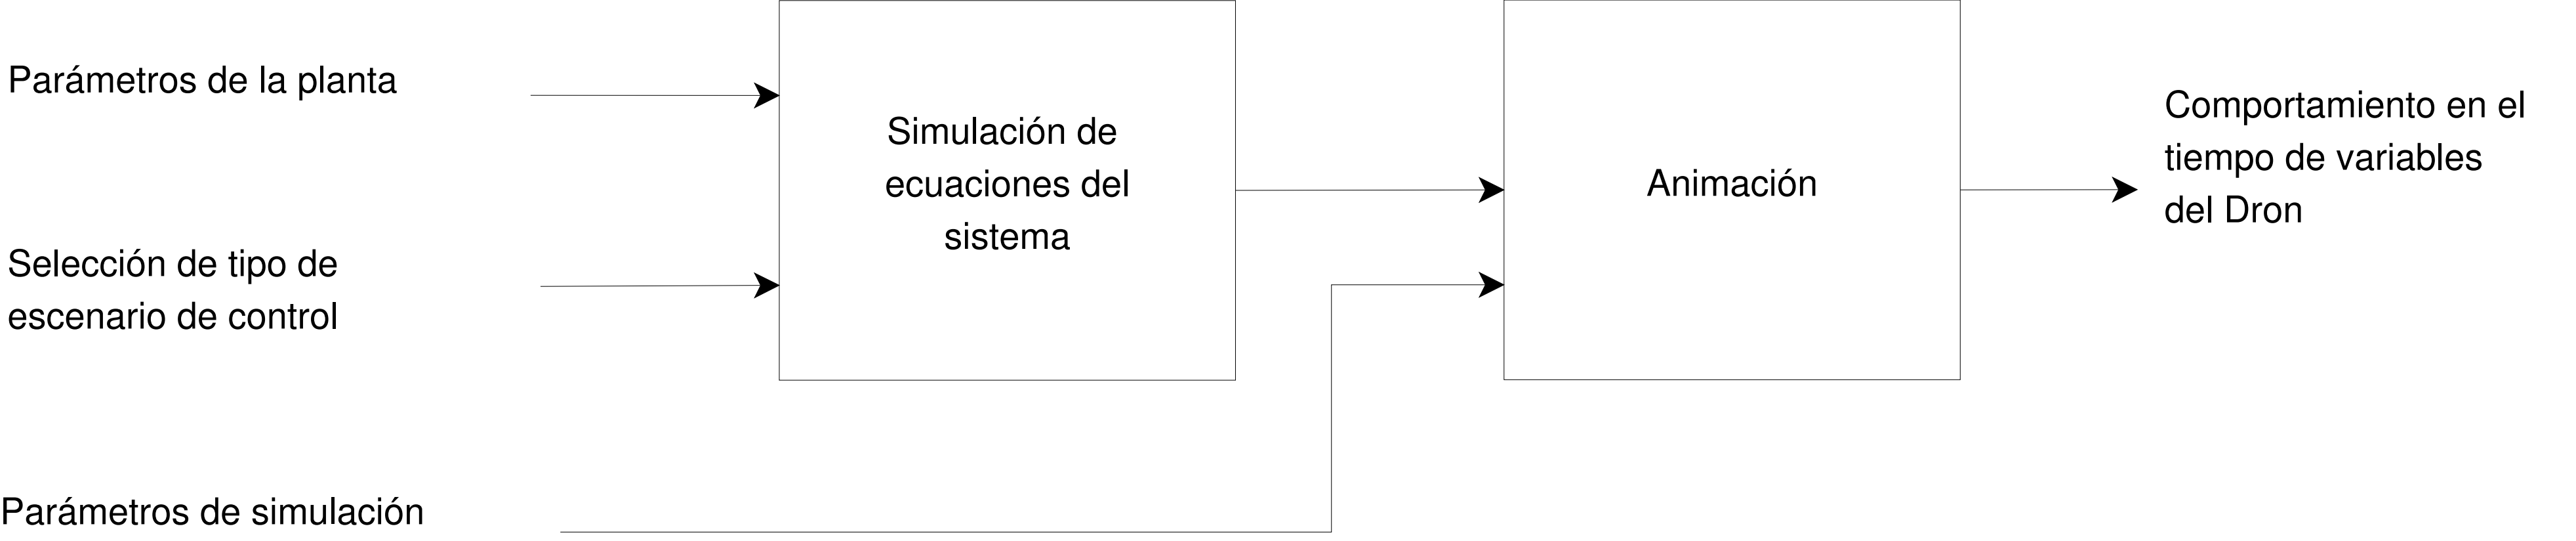 Parámetros de la planta
Selección de tipo de
escenario de control
Parámetros de simulación
Simulación de
ecuaciones del
sistema
Animación
Comportamiento en el
tiempo de variables
del Dron